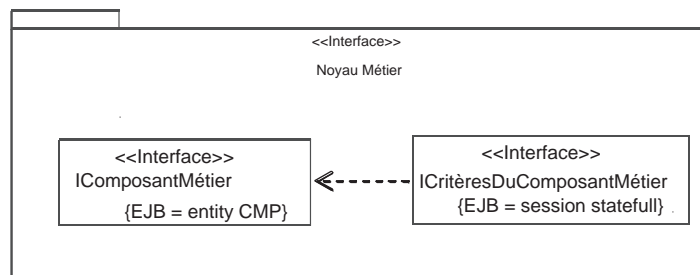 <<Interface>>
Noyau Métier
<<Interface>>
IComposantMétier
{EJB = entity CMP}
<<Interface>>
ICritèresDuComposantMétier
{EJB = session statefull}